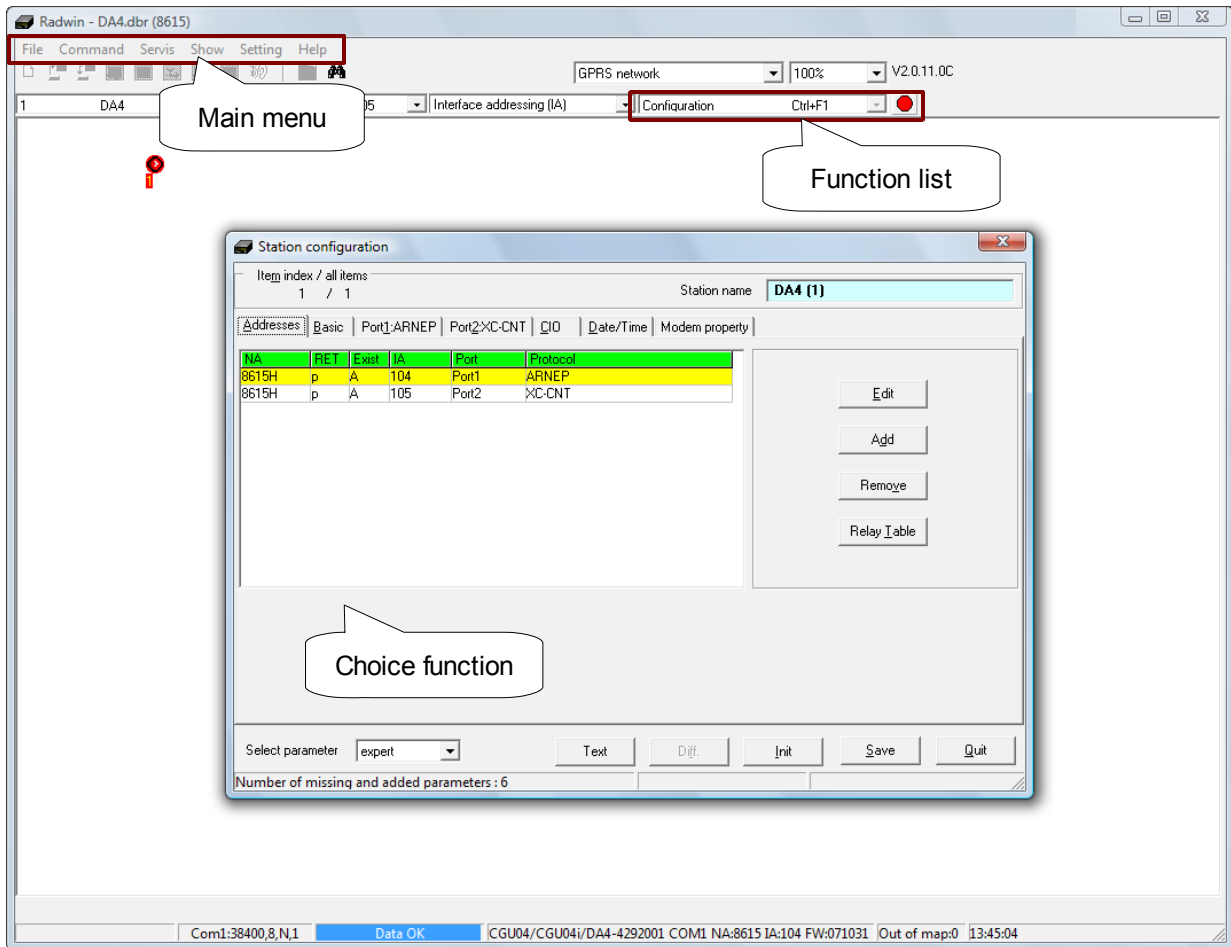 Radwin - DA4.dbr (8615)
File Command Servis Show Setting Help
GPRS network 100% V2.0.11.0C
1 DA4 05 Interface addressing (IA) Configuration Ctrl+F1
Main menu
Function list
1
Station configuration
Item index / all items
1 / 1
Station name DA4 (1)
Addresses Basic Port1:ARNEP Port2:XC-CNT CIO Date/Time Modem property
NA RET Exist IA Port Protocol
8615H p A 104 Port1 ARNEP
8615H p A 105 Port2 XC-CNT
Edit
Add
Remove
Relay Table
Choice function
Select parameter expert Text Diff. Init Save Quit
Number of missing and added parameters : 6
Com1:38400,8,N,1 Data OK CGU04/CGU04i/DA4-4292001 COM1 NA:8615 IA:104 FW:071031 Out of map:0 13:45:04